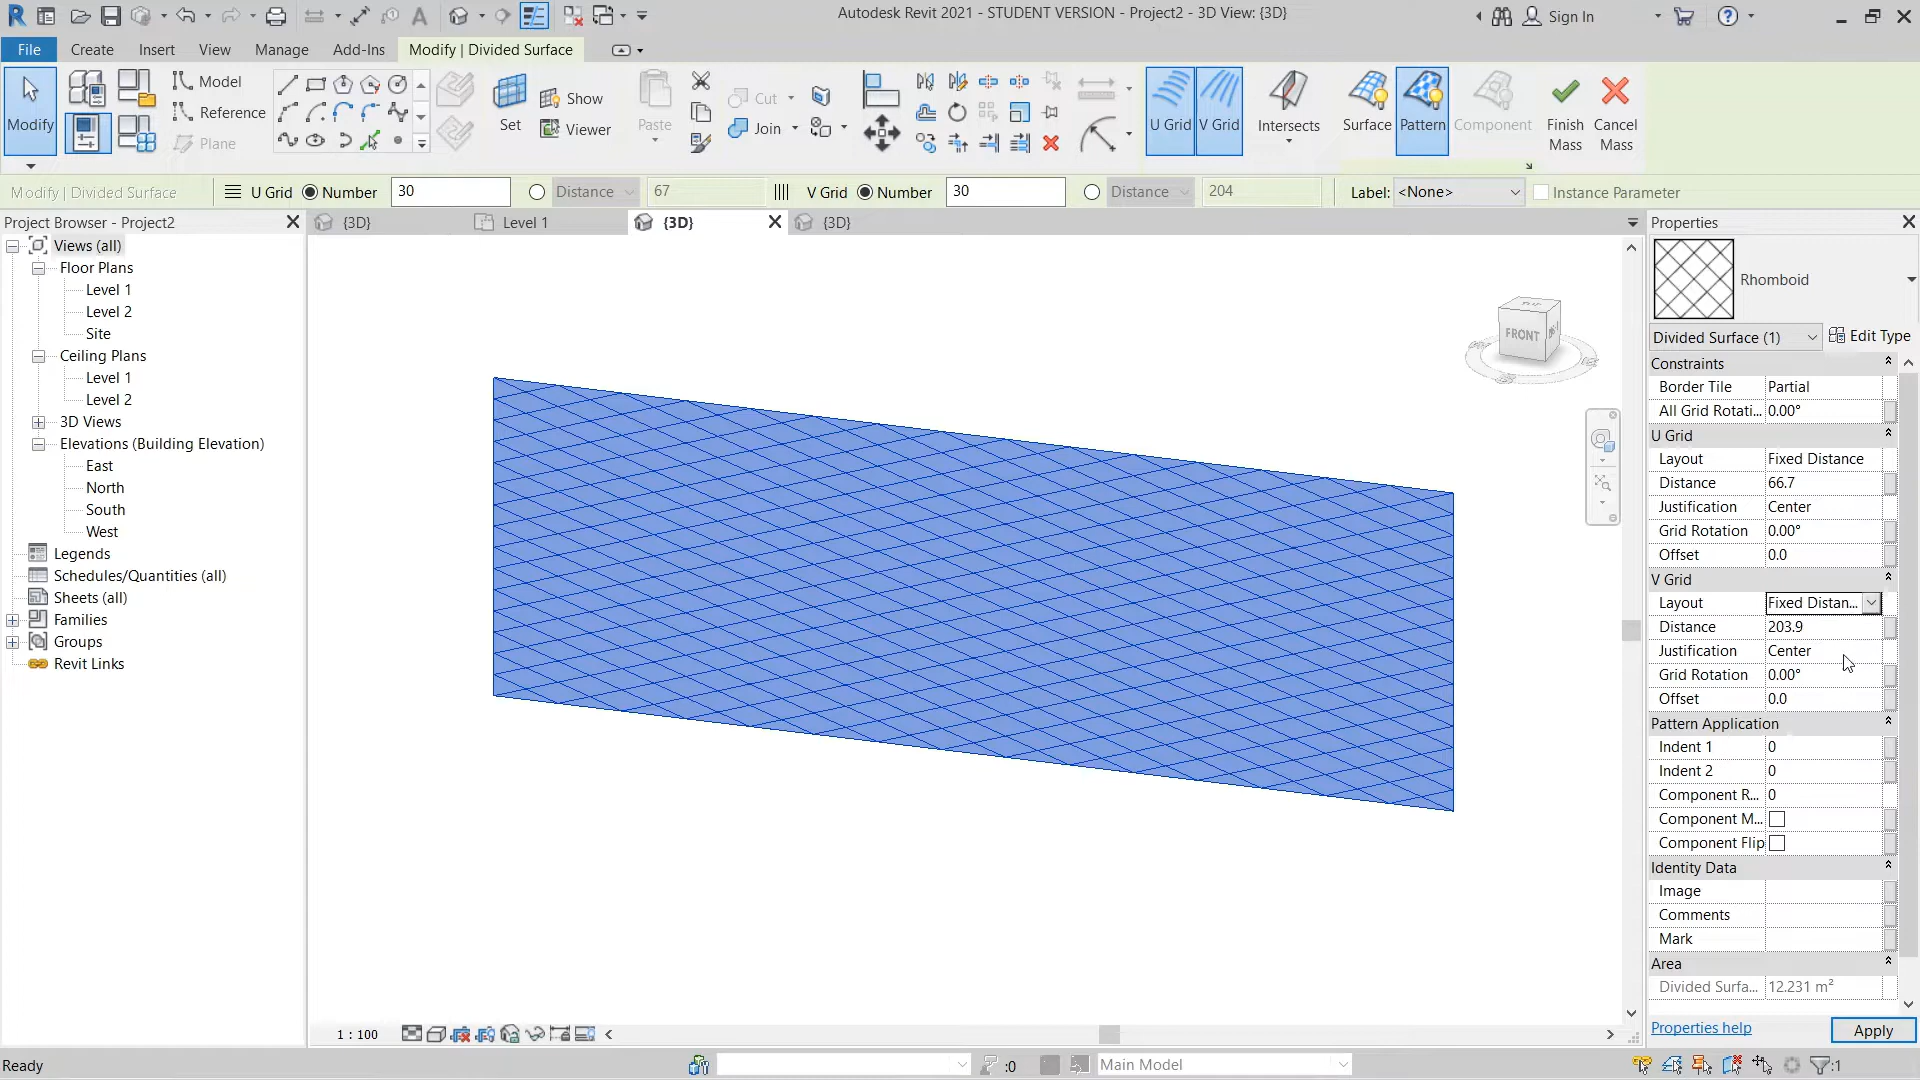 Autodesk Revit 2021 - STUDENT VERSION - Project2 - 3D View: {3D}
Sign In
File Create Insert View Manage Add-Ins Modify | Divided Surface
Modify
Model
Reference
Plane
Set
Show
Viewer
Paste
Cut
Join
U Grid V Grid Intersects Surface Pattern Component Finish Mass Cancel Mass
Modify | Divided Surface U Grid Number 30 Distance 67 V Grid Number 30 Distance 204 Label: <None> Instance Parameter
Project Browser - Project2
{3D} Level 1 {3D} {3D}
Views (all)
Floor Plans
Level 1
Level 2
Site
Ceiling Plans
Level 1
Level 2
3D Views
Elevations (Building Elevation)
East
North
South
West
Legends
Schedules/Quantities (all)
Sheets (all)
Families
Groups
Revit Links
TOP
FRONT
Properties
Rhomboid
Divided Surface (1) Edit Type
Constraints
Border Tile Partial
All Grid Rotati... 0.00°
U Grid
Layout Fixed Distance
Distance 66.7
Justification Center
Grid Rotation 0.00°
Offset 0.0
V Grid
Layout Fixed Distan...
Distance 203.9
Justification Center
Grid Rotation 0.00°
Offset 0.0
Pattern Application
Indent 1 0
Indent 2 0
Component R... 0
Component M...
Component Flip
Identity Data
Image
Comments
Mark
Area
Divided Surfa... 12.231 m²
Properties help Apply
1 : 100
Ready
:0
Main Model
:1